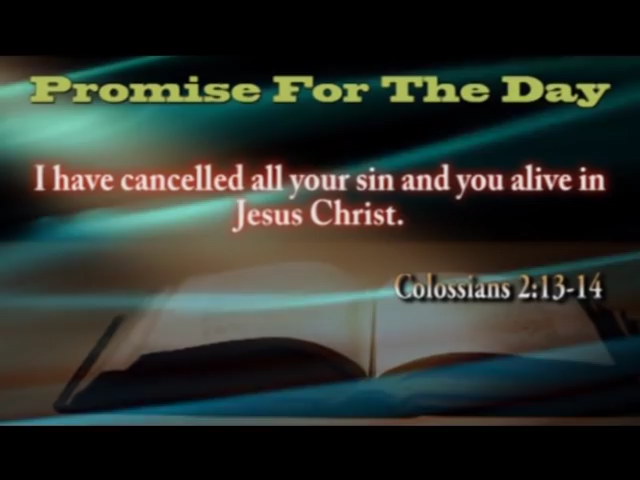 Promise For The Day
I have cancelled all your sin and you alive in
Jesus Christ.
Colossians 2:13-14